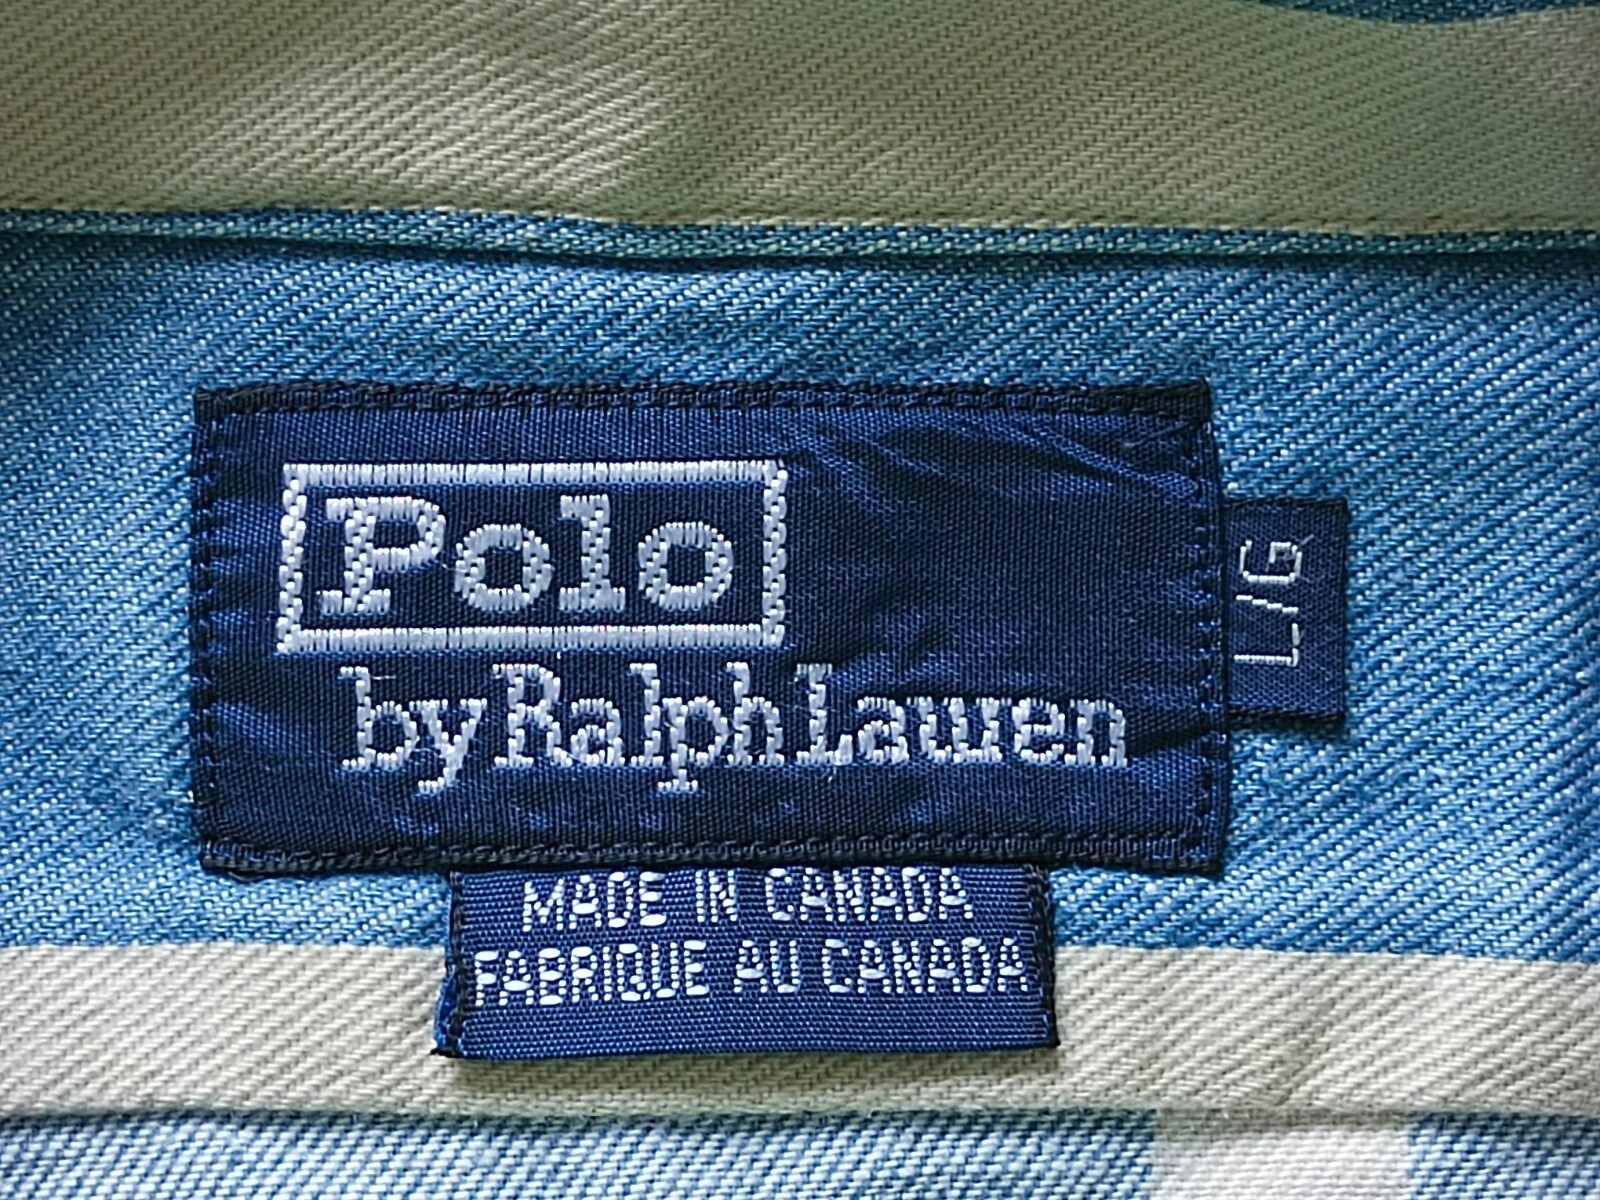 Polo
by Ralph Lauren
L/G
MADE IN CANADA
FABRIQUE AU CANADA